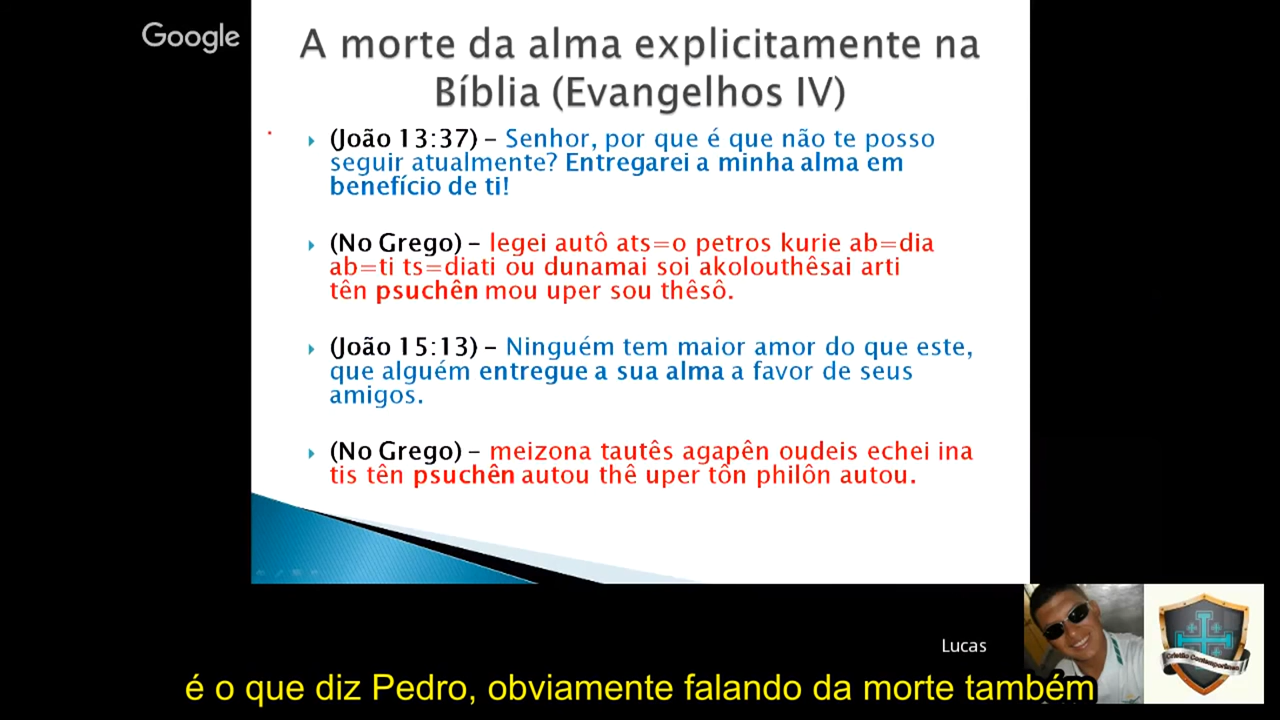 Google
A morte da alma explicitamente na
Bíblia (Evangelhos IV)
(João 13:37) – Senhor, por que é que não te posso
seguir atualmente? Entregarei a minha alma em
benefício de ti!
(No Grego) – legei autô ats=o petros kurie ab=dia
ab=ti ts=diati ou dunamai soi akolouthêsai arti
tên psuchên mou uper sou thêsô.
(João 15:13) – Ninguém tem maior amor do que este,
que alguém entregue a sua alma a favor de seus
amigos.
(No Grego) – meizona tautês agapên oudeis echei ina
tis tên psuchên autou thê uper tôn philôn autou.
Lucas
Cristão Contemporâneo
é o que diz Pedro, obviamente falando da morte também